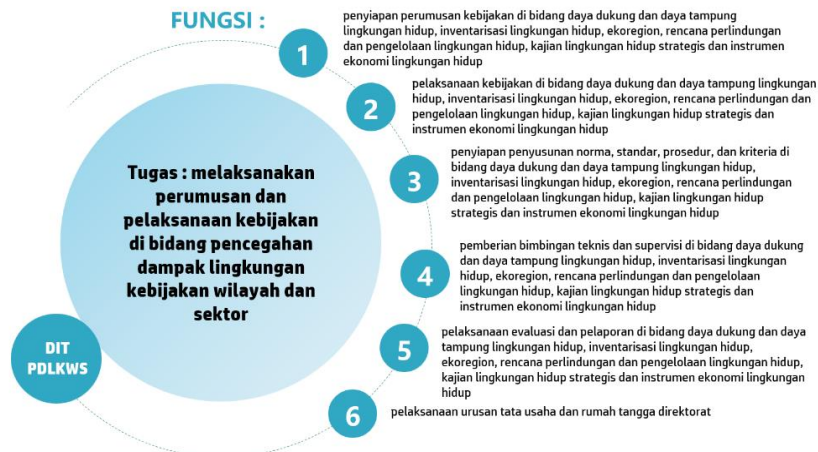 FUNGSI :
1
penyiapan perumusan kebijakan di bidang daya dukung dan daya tampung
lingkungan hidup, inventarisasi lingkungan hidup, ekoregion, rencana perlindungan
dan pengelolaan lingkungan hidup, kajian lingkungan hidup strategis dan instrumen
ekonomi lingkungan hidup
2
pelaksanaan kebijakan di bidang daya dukung dan daya tampung lingkungan
hidup, inventarisasi lingkungan hidup, ekoregion, rencana perlindungan dan
pengelolaan lingkungan hidup, kajian lingkungan hidup strategis dan
instrumen ekonomi lingkungan hidup
3
penyiapan penyusunan norma, standar, prosedur, dan kriteria di
bidang daya dukung dan daya tampung lingkungan hidup,
inventarisasi lingkungan hidup, ekoregion, rencana perlindungan
dan pengelolaan lingkungan hidup, kajian lingkungan hidup
strategis dan instrumen ekonomi lingkungan hidup
4
pemberian bimbingan teknis dan supervisi di bidang daya dukung
dan daya tampung lingkungan hidup, inventarisasi lingkungan
hidup, ekoregion, rencana perlindungan dan pengelolaan
lingkungan hidup, kajian lingkungan hidup strategis dan
instrumen ekonomi lingkungan hidup
5
pelaksanaan evaluasi dan pelaporan di bidang daya dukung dan daya
tampung lingkungan hidup, inventarisasi lingkungan hidup,
ekoregion, rencana perlindungan dan pengelolaan lingkungan hidup,
kajian lingkungan hidup strategis dan instrumen ekonomi lingkungan
hidup
6
pelaksanaan urusan tata usaha dan rumah tangga direktorat
Tugas : melaksanakan
perumusan dan
pelaksanaan kebijakan
di bidang pencegahan
dampak lingkungan
kebijakan wilayah dan
sektor
DIT
PDLKWS